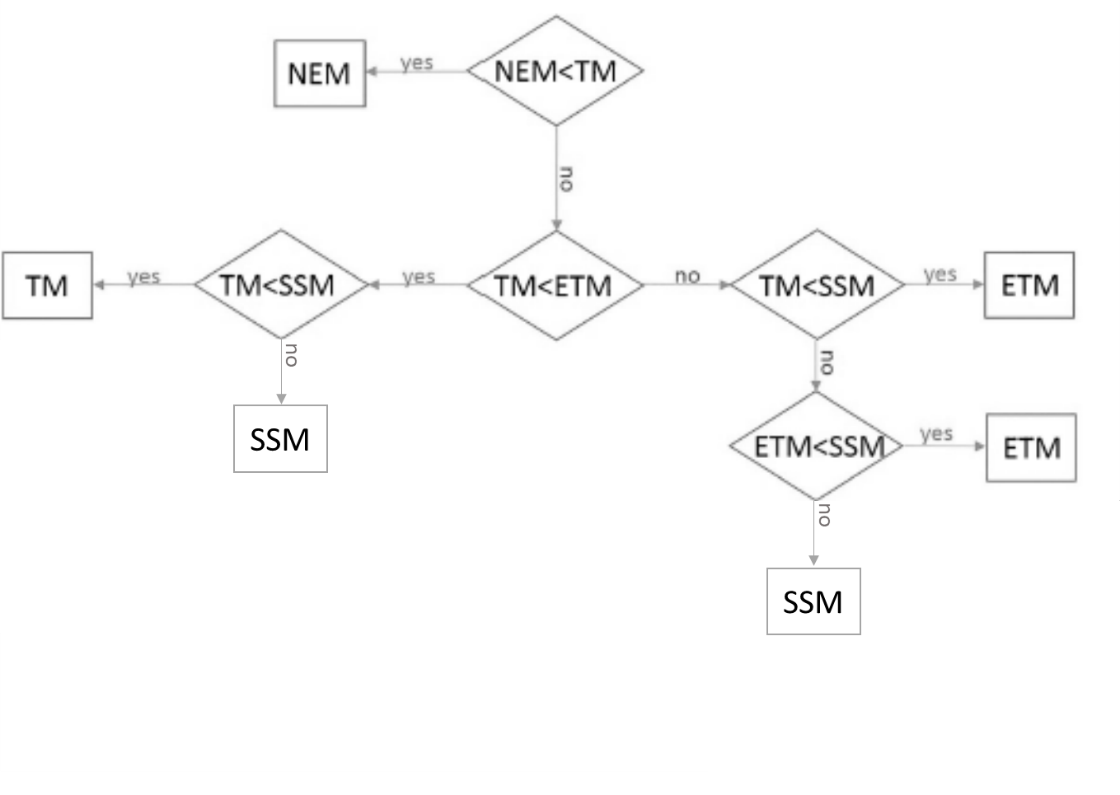 NEM
yes
NEM<TM
no
TM
yes
TM<SSM
yes
TM<ETM
no
TM<SSM
yes
ETM
no
no
SSM
ETM<SSM
yes
ETM
no
SSM